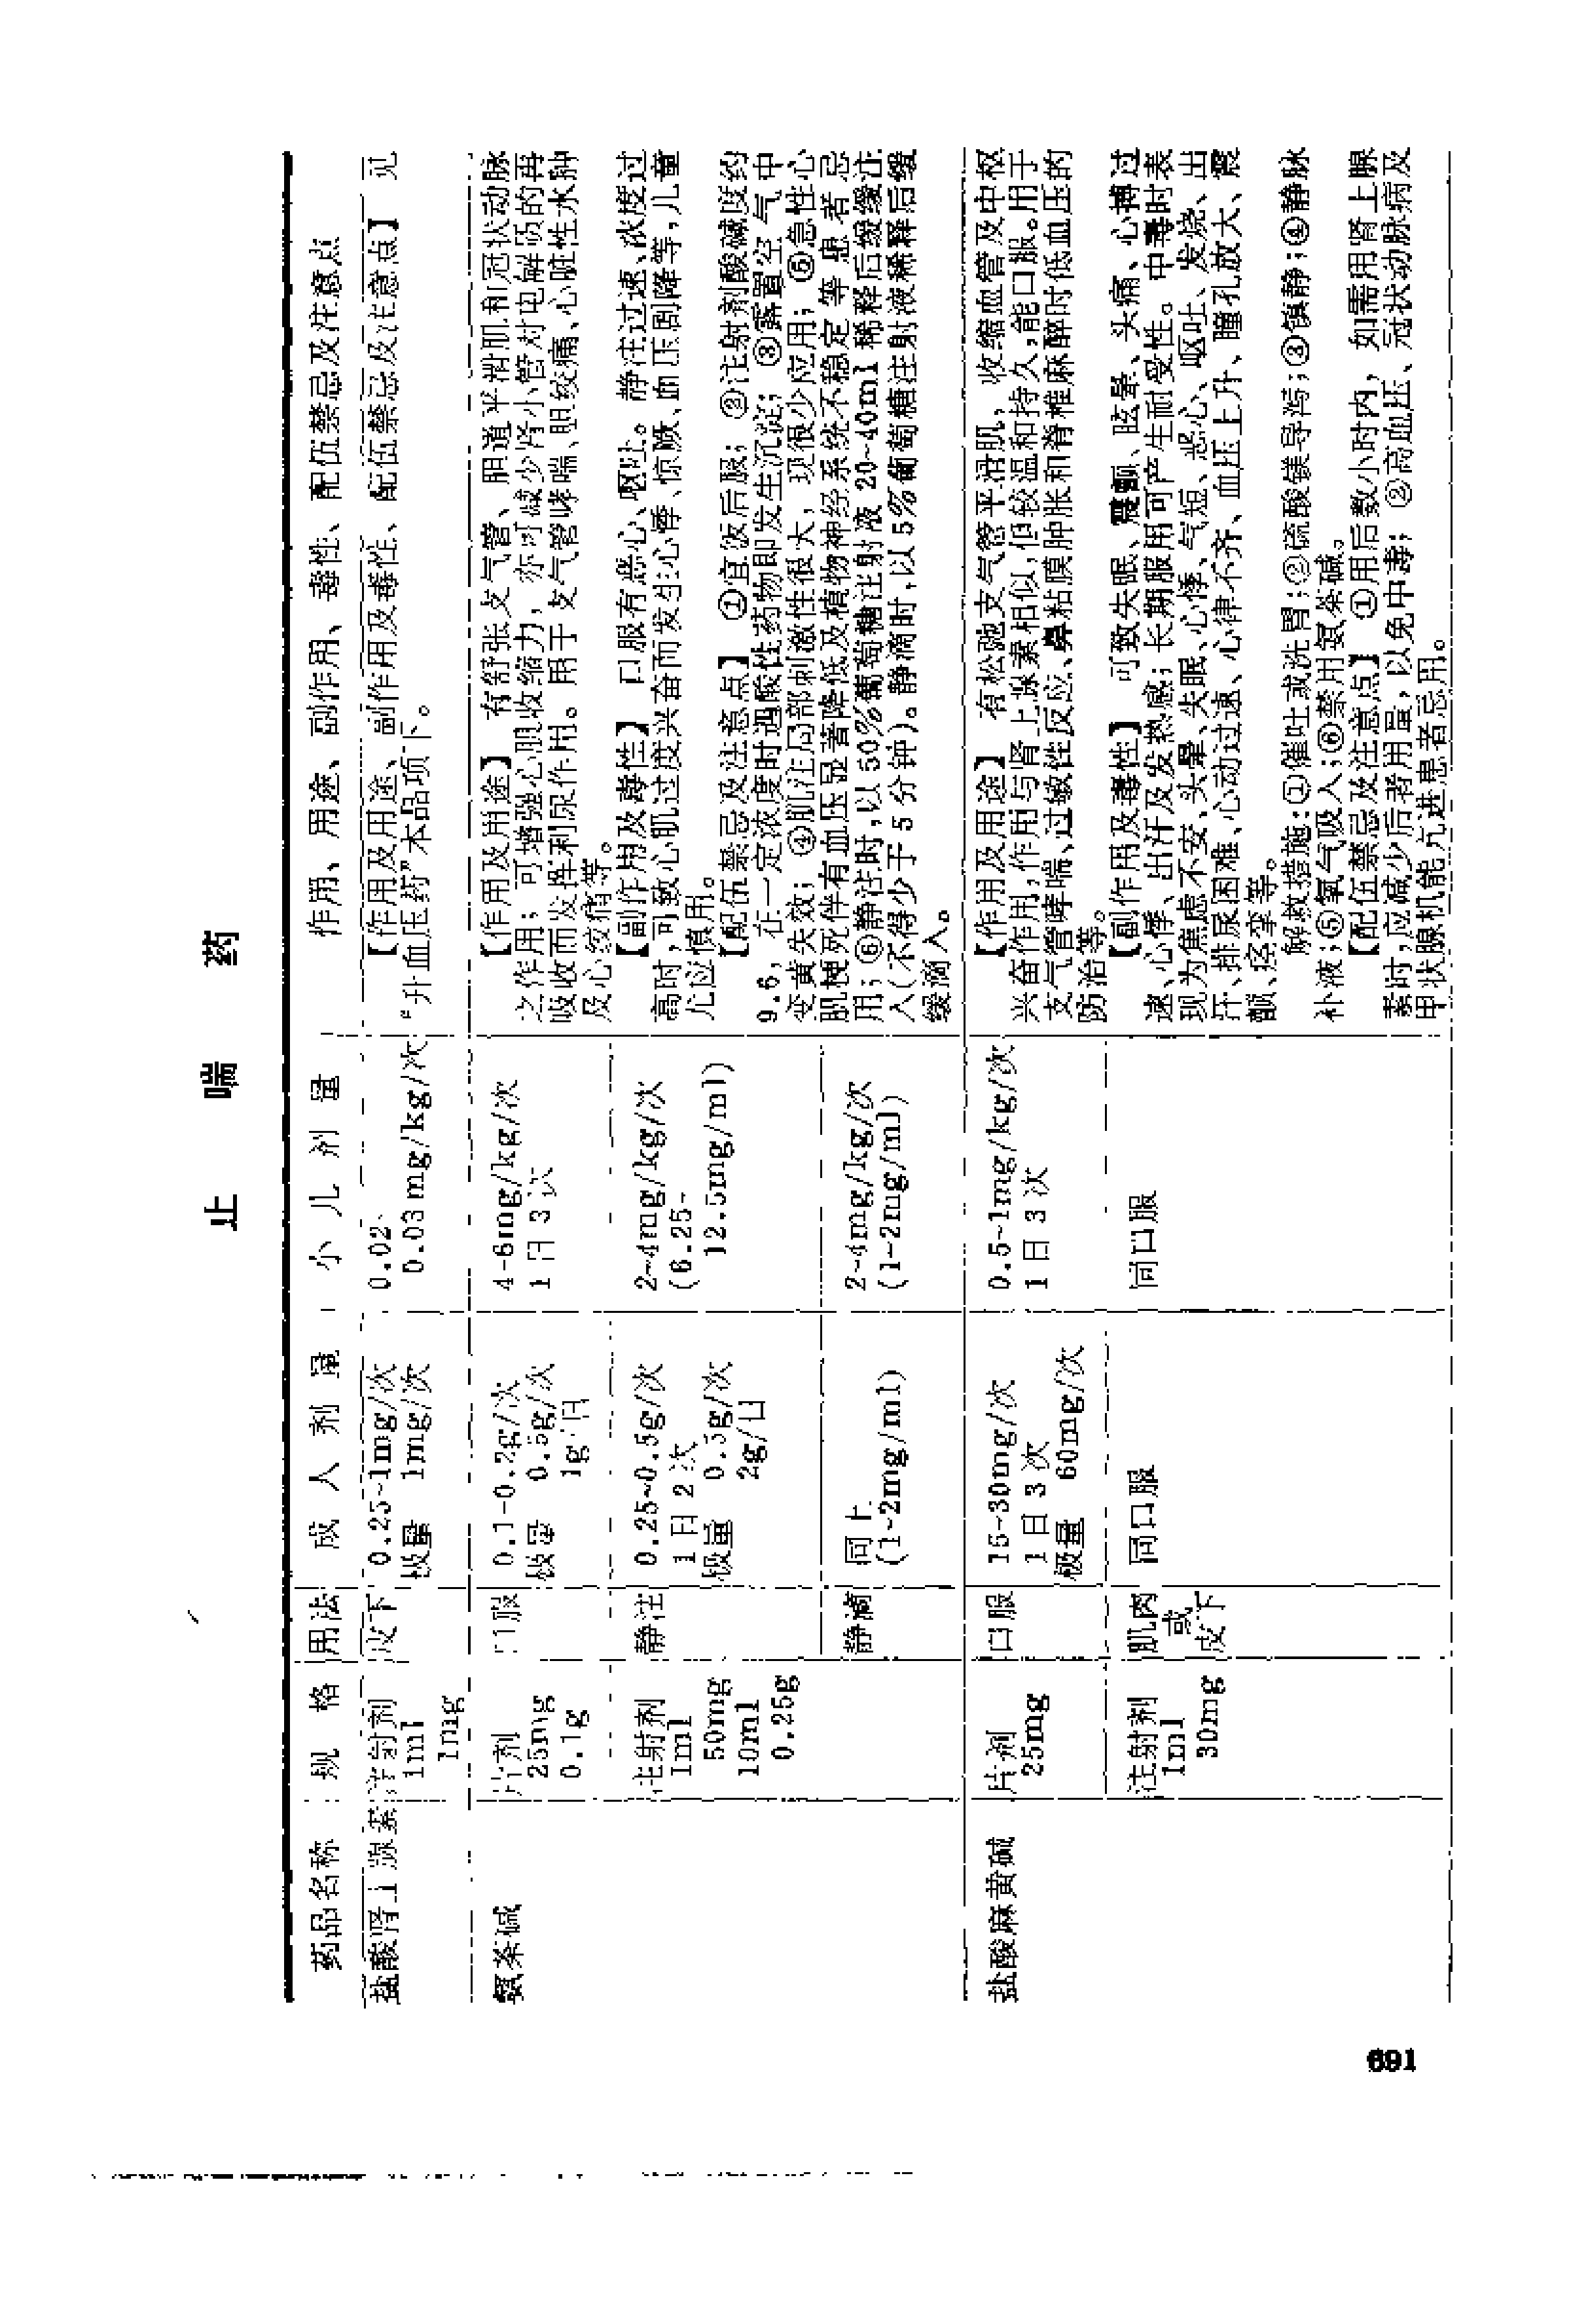 止喘药
药品名称 规格 用法 成人剂量 小儿剂量 作用、用途、副作用、毒性、配伍禁忌及注意点
盐酸肾上腺素 注射剂 皮下 0.25~1mg/次 0.02~ 【作用及用途、副作用及毒性、配伍禁忌及注意点】 见
1ml 极量 1mg/次 0.03mg/kg/次 “升血压药”本品项下。
1mg
氨茶碱 片剂 口服 0.1~0.2g/次 4~6mg/kg/次
25mg 极量 0.5g/次 1日3次
0.1g 1g/日
注射剂 静注 0.25~0.5g/次 2~4mg/kg/次
1ml 1日2次 (6.25~
50mg 极量 0.5g/次 12.5mg/ml)
10ml 2g/日
0.25g
静滴 同上 2~4mg/kg/次
(1~2mg/ml) (1~2mg/ml)
【作用及用途】 有舒张支气管、胆道平滑肌和冠状动脉
之作用；可增强心肌收缩力，亦可减少肾小管对电解质的再
吸收而发挥利尿作用。用于支气管哮喘、胆绞痛、心脏性水肿
及心绞痛等。
【副作用及毒性】 口服有恶心、呕吐。静注过速、浓度过
高时，可致心肌过度兴奋而发生心悸、惊厥、血压剧降等，儿童
尤应慎用。
【配伍禁忌及注意点】 ①宜饭后服；②注射剂酸碱度约
9.6，在一定浓度时遇酸性药物即发生沉淀；③露置空气中
变黄失效；④肌注局部刺激性很大，现很少应用；⑤急性心
肌梗死伴有血压显著降低及植物神经系统不稳定等患者忌
用；⑥静注时，以50%葡萄糖注射液20~40ml稀释后缓缓注
入(不得少于5分钟)。静滴时，以5%葡萄糖注射液稀释后缓
缓滴入。
盐酸麻黄碱 片剂 口服 15~30mg/次 0.5~1mg/kg/次
25mg 1日3次 1日3次
极量 60mg/次
注射剂 肌肉 同口服 同口服
1ml 或
30mg 皮下
【作用及用途】 有松弛支气管平滑肌，收缩血管及中枢
兴奋作用，作用与肾上腺素相似，但较温和持久，能口服。用于
支气管哮喘、过敏性反应、鼻粘膜肿胀和脊椎麻醉时低血压的
防治等。
【副作用及毒性】 可致失眠、震颤、眩晕、头痛、心搏过
速、心悸、出汗及发热感；长期服用可产生耐受性。中毒时表
现为焦虑不安、头晕、失眠、心悸、气短、恶心、呕吐、发烧、出
汗、排尿困难、心动过速、心律不齐、血压上升、瞳孔放大、震
颤、痉挛等。
解救措施：①催吐或洗胃；②硫酸镁导泻；③镇静；④静脉
补液；⑤氧气吸入；⑥禁用氨茶碱。
【配伍禁忌及注意点】 ①用后数小时内，如需用肾上腺
素时，应减少后者用量，以免中毒；②高血压、冠状动脉病及
甲状腺机能亢进患者忌用。
691